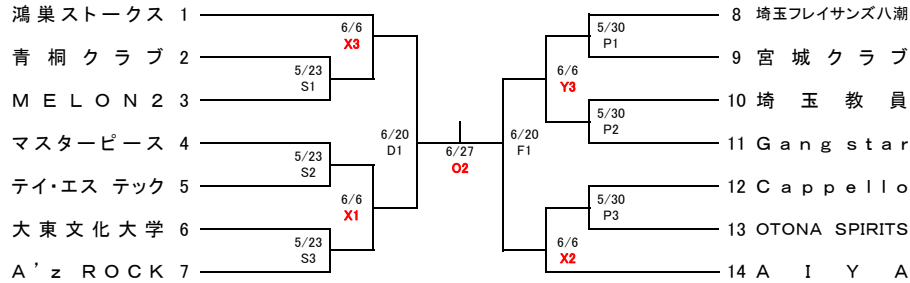 鴻巣ストークス 1
6/6
X3
青桐クラブ 2
5/23
S1
MELON2 3
6/20
D1
マスターピース 4
5/23
S2
テイ・エス テック 5
6/6
X1
大東文化大学 6
5/23
S3
A'z ROCK 7
6/27
O2
8 埼玉フレイサンズ八潮
5/30
P1
9 宮城クラブ
6/6
Y3
10 埼玉教員
5/30
P2
11 Gang star
6/20
F1
12 Cappello
5/30
P3
13 OTONA SPIRITS
6/6
X2
14 AIYA